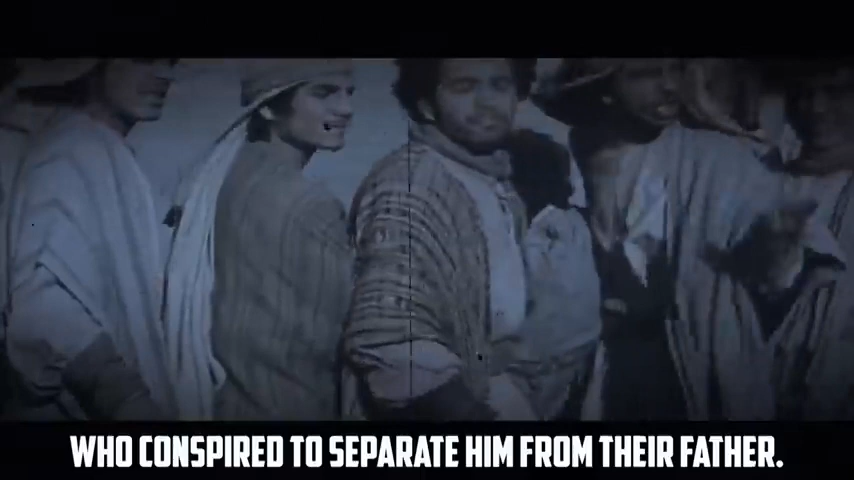 WHO CONSPIRED TO SEPARATE HIM FROM THEIR FATHER.